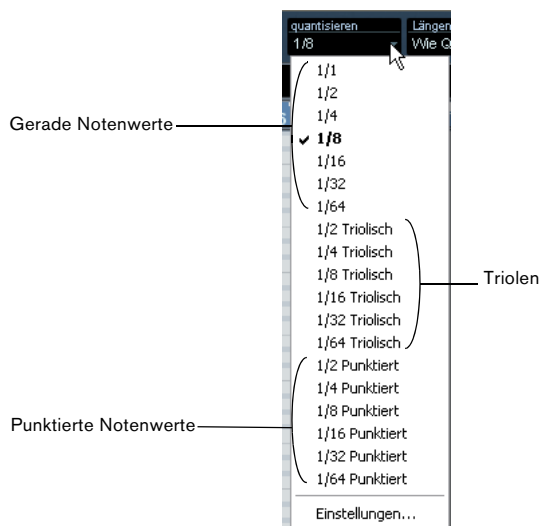 quantisieren Längen
1/8 Wie Q
1/1
1/2
Gerade Notenwerte 1/4
1/8
1/16
1/32
1/64
1/2 Triolisch
1/4 Triolisch
1/8 Triolisch Triolen
1/16 Triolisch
1/32 Triolisch
1/64 Triolisch
1/2 Punktiert
1/4 Punktiert
1/8 Punktiert
Punktierte Notenwerte 1/16 Punktiert
1/32 Punktiert
1/64 Punktiert
Einstellungen...